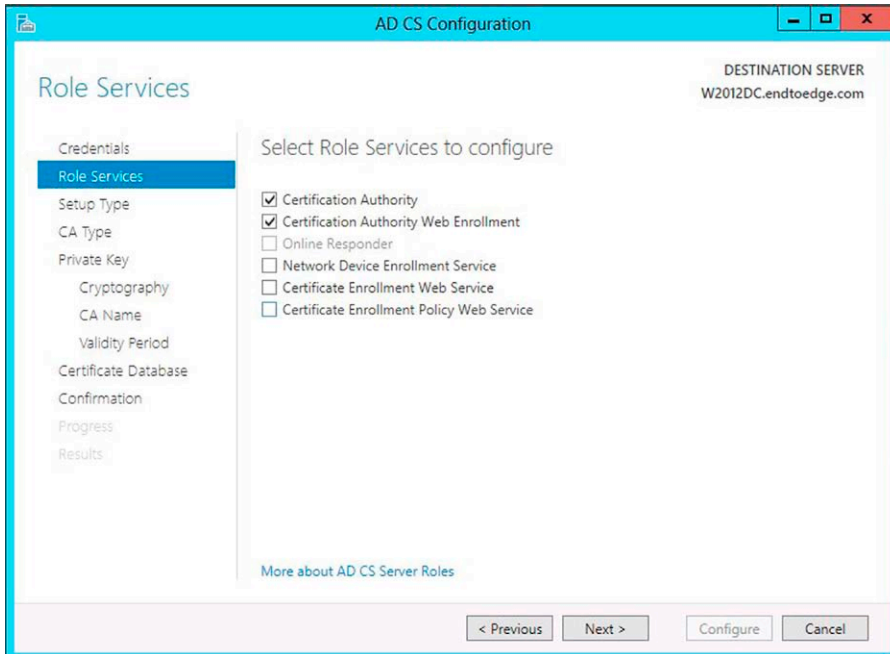 AD CS Configuration
Role Services
DESTINATION SERVER
W2012DC.endtoedge.com
Credentials
Role Services
Setup Type
CA Type
Private Key
Cryptography
CA Name
Validity Period
Certificate Database
Confirmation
Progress
Results
Select Role Services to configure
Certification Authority
Certification Authority Web Enrollment
Online Responder
Network Device Enrollment Service
Certificate Enrollment Web Service
Certificate Enrollment Policy Web Service
More about AD CS Server Roles
< Previous
Next >
Configure
Cancel